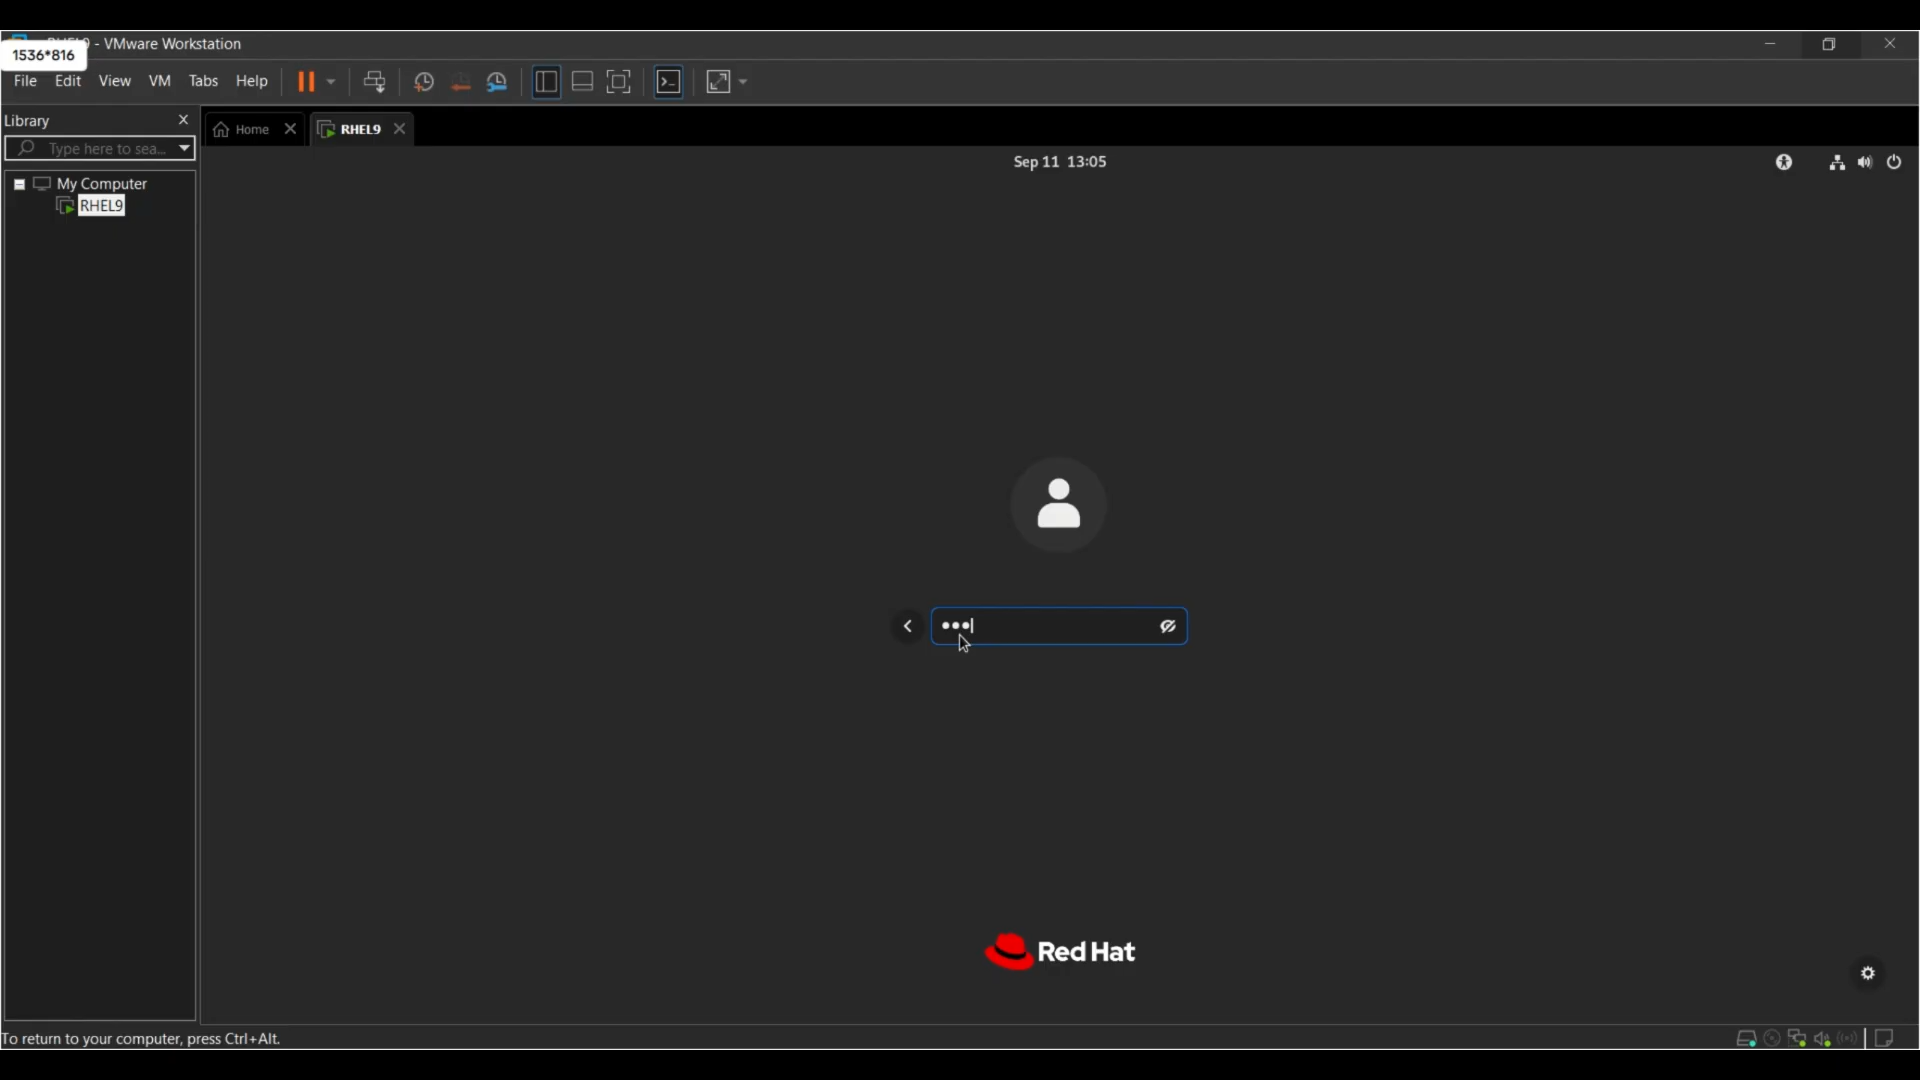 - VMware Workstation
1536*816
File Edit View VM Tabs Help
Library
Home
RHEL9
Type here to sea...
Sep 11 13:05
My Computer
RHEL9
Red Hat
To return to your computer, press Ctrl+Alt.